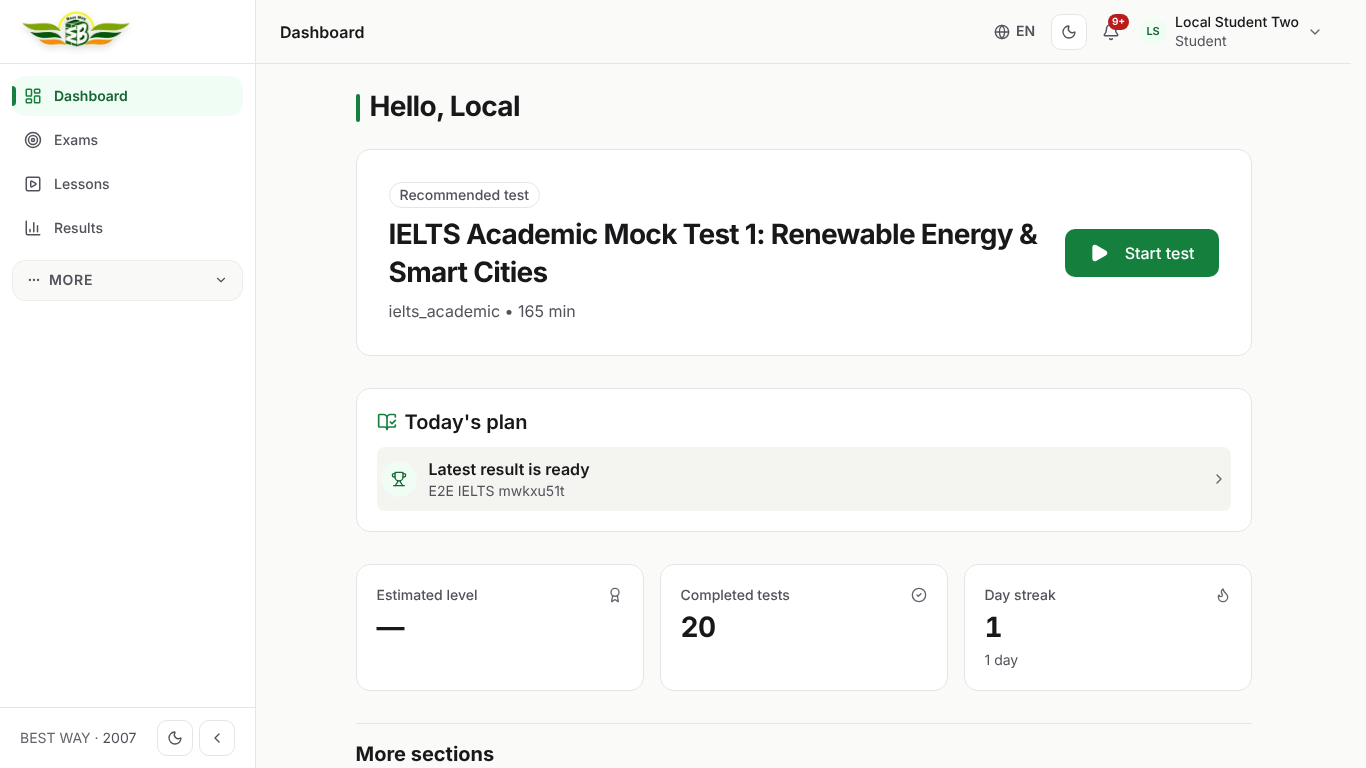 Dashboard
EN
9+
LS
Local Student Two
Student
Dashboard
Exams
Lessons
Results
MORE
BEST WAY · 2007
Hello, Local
Recommended test
IELTS Academic Mock Test 1: Renewable Energy &
Smart Cities
ielts_academic • 165 min
Start test
Today's plan
Latest result is ready
E2E IELTS mwkxu51t
Estimated level
—
Completed tests
20
Day streak
1
1 day
More sections